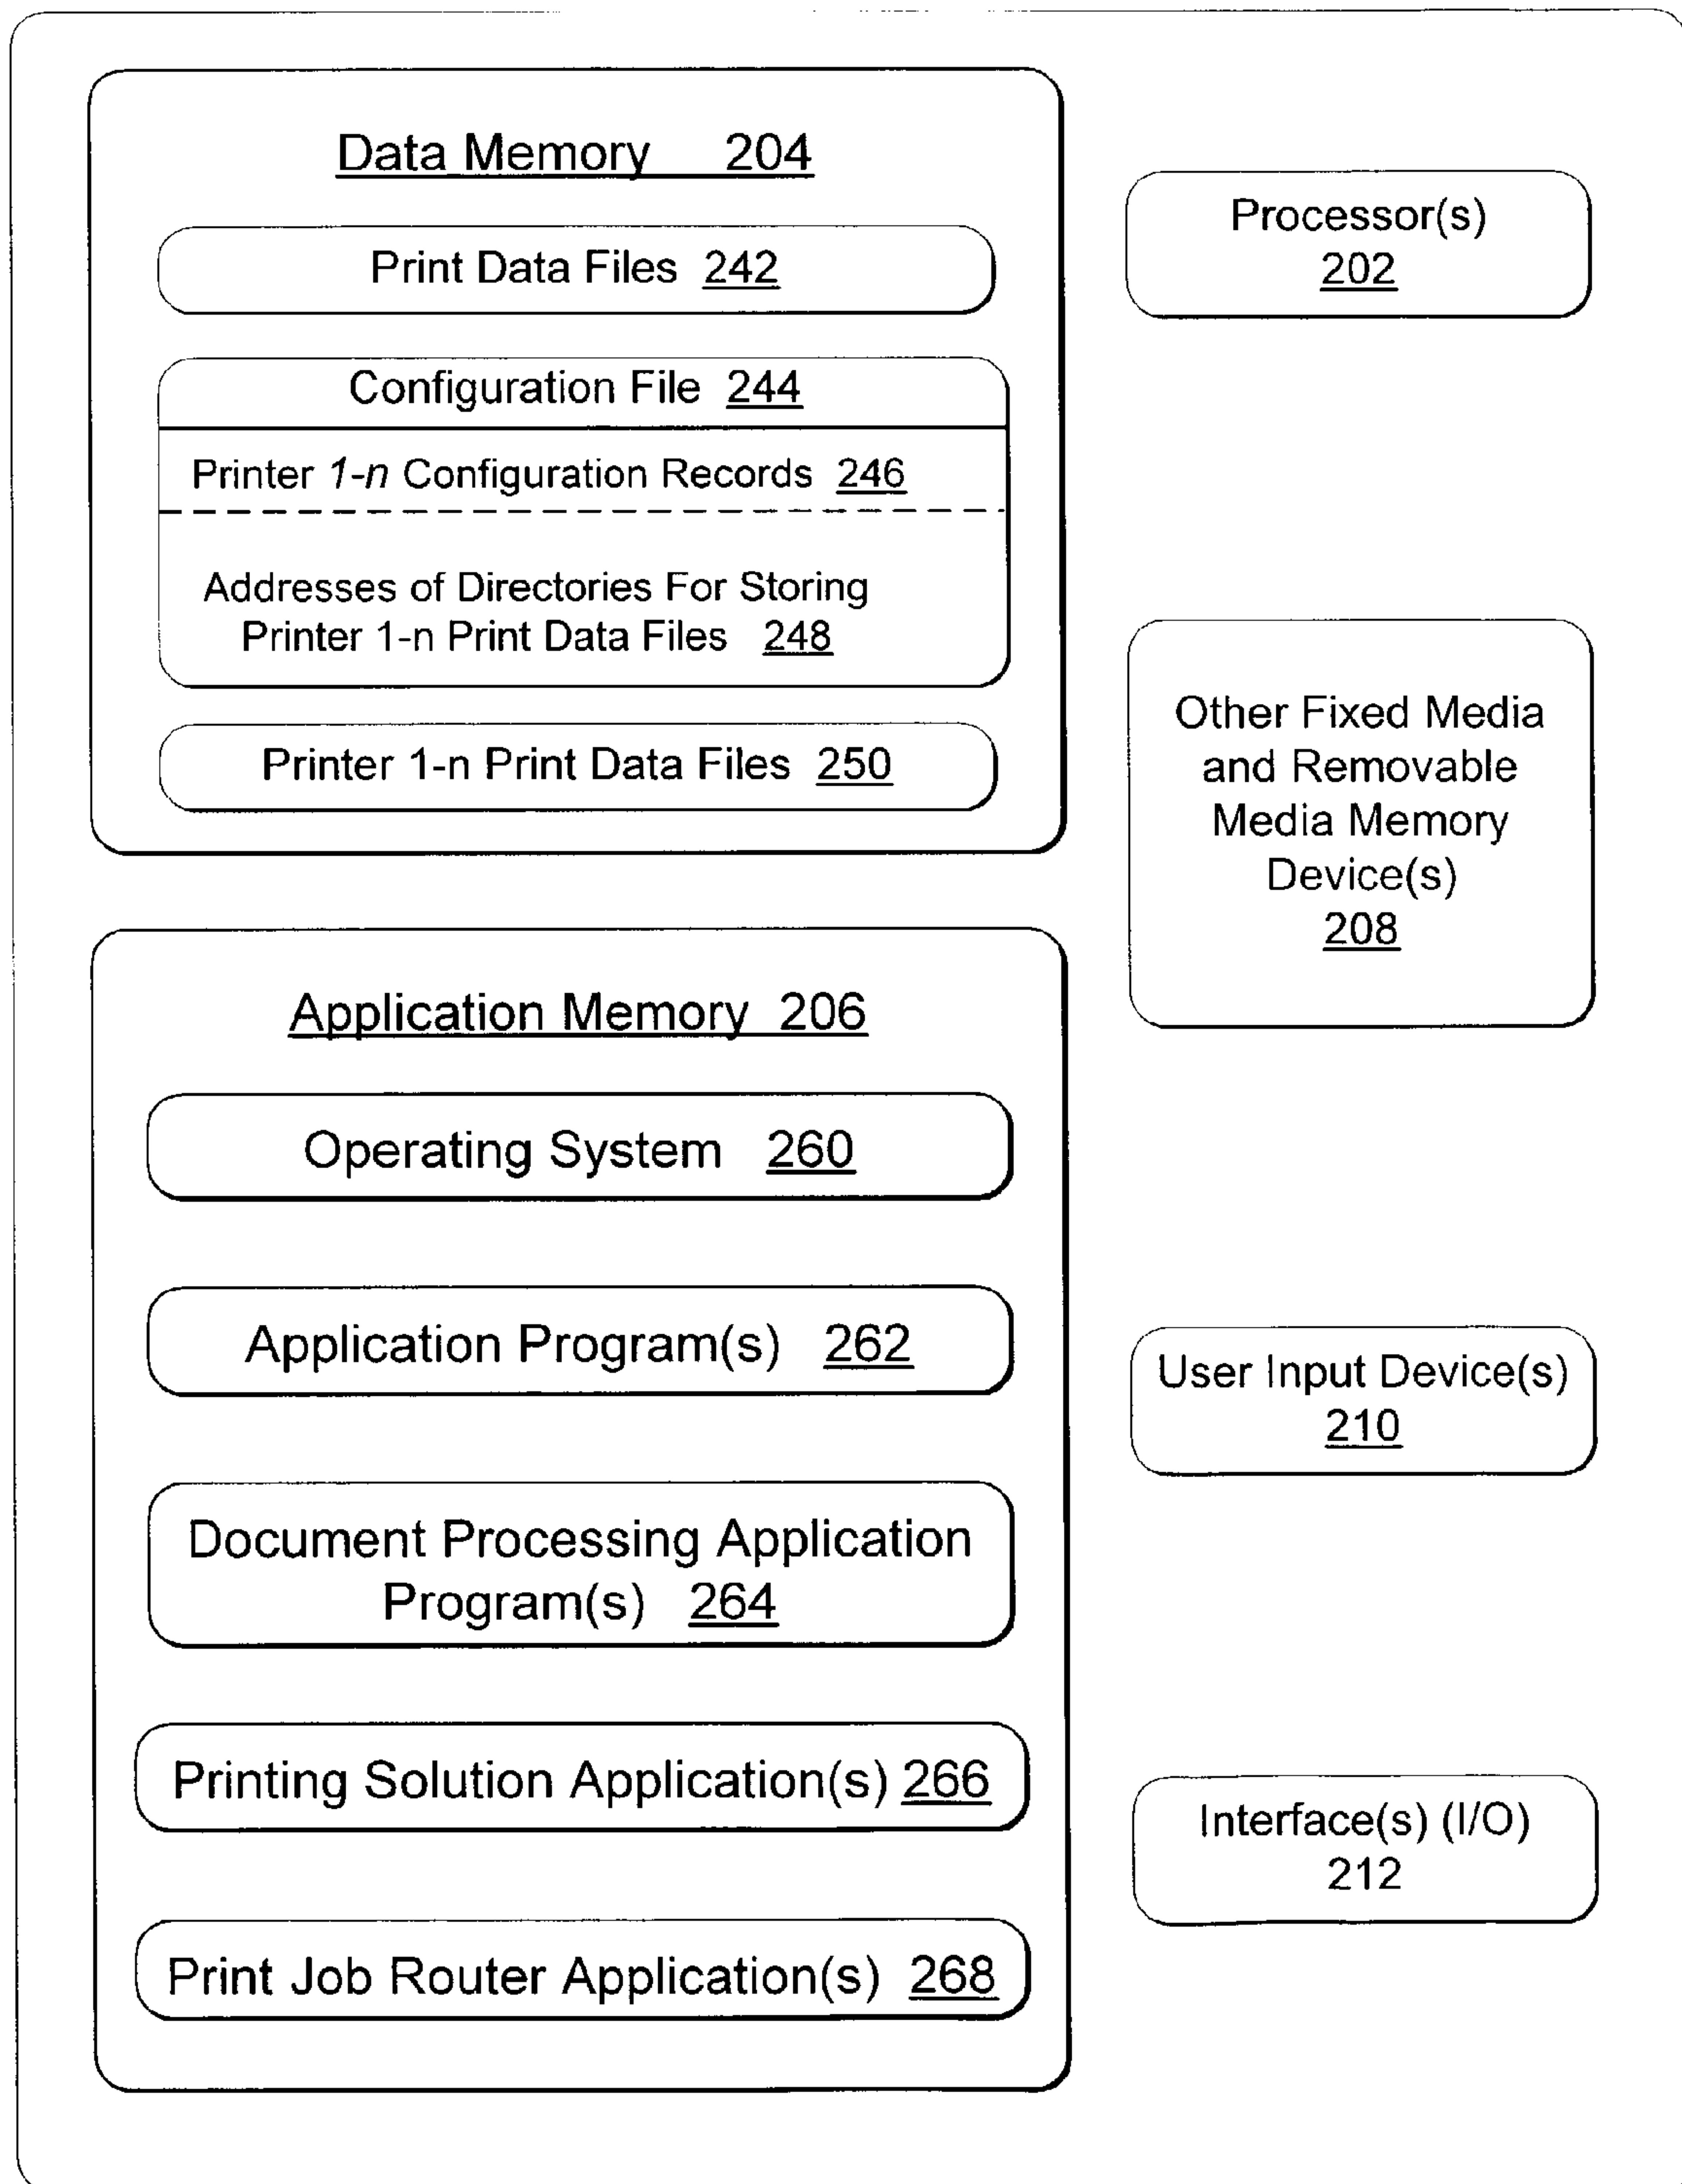 Data Memory 204
Print Data Files 242
Configuration File 244
Printer 1-n Configuration Records 246
Addresses of Directories For Storing
Printer 1-n Print Data Files 248
Printer 1-n Print Data Files 250
Application Memory 206
Operating System 260
Application Program(s) 262
Document Processing Application
Program(s) 264
Printing Solution Application(s) 266
Print Job Router Application(s) 268
Processor(s)
202
Other Fixed Media
and Removable
Media Memory
Device(s)
208
User Input Device(s)
210
Interface(s) (I/O)
212